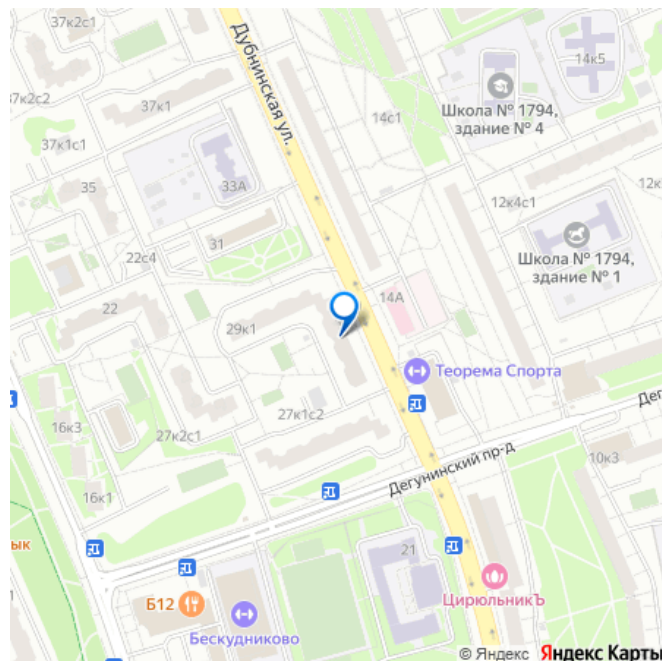 37к2с1
Дубнинская ул.
14к5
37к2с2
37к1
Школа № 1794,
здание № 4
14с1
37к1с1
35
33А
12к4с1
31
22с4
Школа № 1794,
здание № 1
14А
22
29к1
Теорема Спорта
27к1с2
16к3
27к2с1
Дегунинский пр-д
10к3
16к1
21
Б12
ЦирюльникЪ
Бескудниково
© Яндекс Яндекс Карты